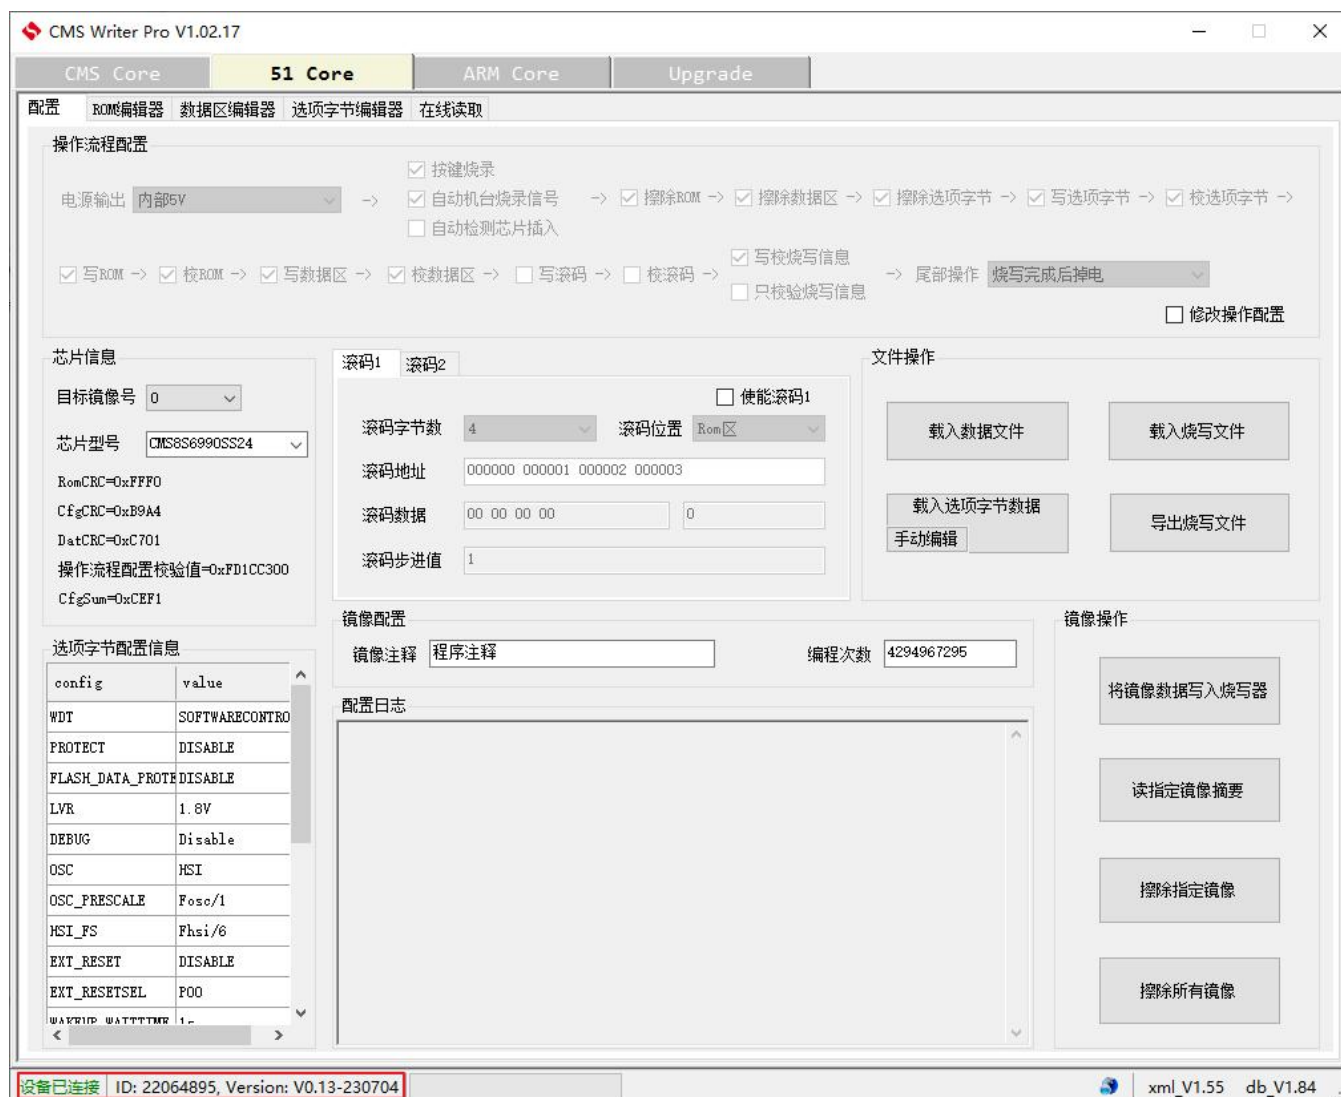 CMS Writer Pro V1.02.17
CMS Core 51 Core ARM Core Upgrade
配置 ROM编辑器 数据区编辑器 选项字节编辑器 在线读取
操作流程配置
按键烧录
电源输出 内部5V -> 自动机台烧录信号 -> 擦除ROM -> 擦除数据区 -> 擦除选项字节 -> 写选项字节 -> 校选项字节 ->
自动检测芯片插入
写校烧写信息
写ROM -> 校ROM -> 写数据区 -> 校数据区 -> 写滚码 -> 校滚码 -> -> 尾部操作 烧写完成后掉电
只校验烧写信息
修改操作配置
芯片信息
目标镜像号 0
芯片型号 CMS8S6990SS24
RomCRC=0xFFF0
CfgCRC=0xB9A4
DatCRC=0xC701
操作流程配置校验值=0xFD1CC300
CfgSum=0xCEF1
滚码1 滚码2
使能滚码1
滚码字节数 4 滚码位置 Rom区
滚码地址 000000 000001 000002 000003
滚码数据 00 00 00 00 0
滚码步进值 1
文件操作
载入数据文件 载入烧写文件
载入选项字节数据
手动编辑
导出烧写文件
选项字节配置信息
config value
WDT SOFTWARECONTRO
PROTECT DISABLE
FLASH_DATA_PROTE DISABLE
LVR 1.8V
DEBUG Disable
OSC HSI
OSC_PRESCALE Fosc/1
HSI_FS Fhsi/6
EXT_RESET DISABLE
EXT_RESETSEL P00
镜像配置
镜像注释 程序注释 编程次数 4294967295
配置日志
镜像操作
将镜像数据写入烧写器
读指定镜像摘要
擦除指定镜像
擦除所有镜像
设备已连接 ID: 22064895, Version: V0.13-230704 xml_V1.55 db_V1.84